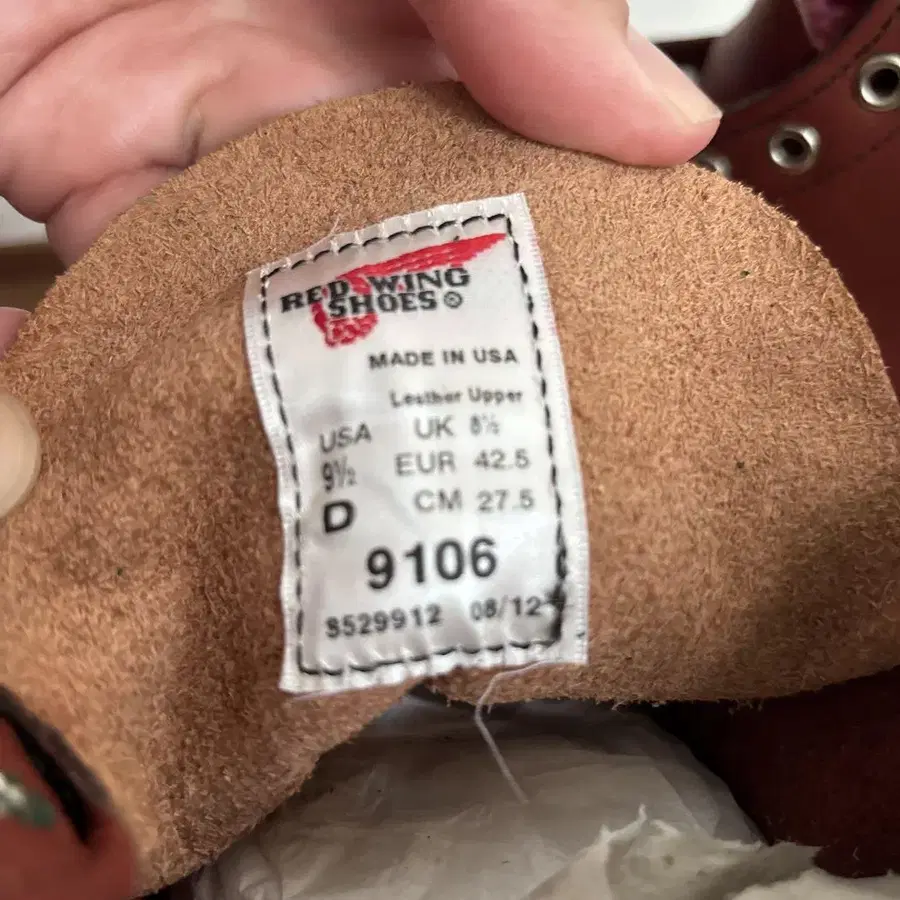 RED WING
SHOES®
MADE IN USA
Leather Upper
USA UK 8½
9½ EUR 42.5
D CM 27.5
9106
8529912 08/12